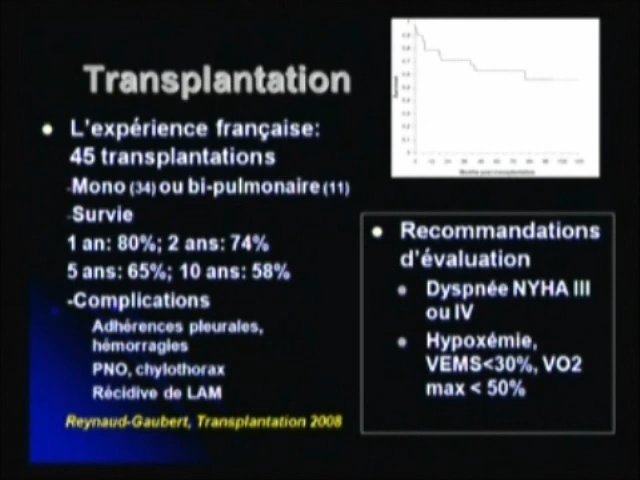 Transplantation
L'expérience française:
45 transplantations
-Mono (34) ou bi-pulmonaire (11)
-Survie
1 an: 80%; 2 ans: 74%
5 ans: 65%; 10 ans: 58%
-Complications
Adhérences pleurales,
hémorragies
PNO, chylothorax
Récidive de LAM
Reynaud-Gaubert, Transplantation 2008
Recommandations
d'évaluation
Dyspnée NYHA III
ou IV
Hypoxémie,
VEMS<30%, VO2
max < 50%